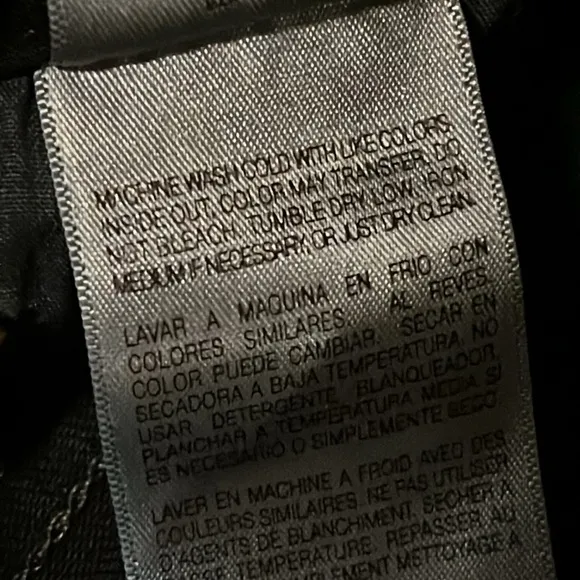 MACHINE WASH COLD WITH LIKE COLORS
INSIDE OUT, COLOR MAY TRANSFER, DO
NOT BLEACH, TUMBLE DRY LOW, IRON
MEDIUM IF NECESSARY, OR JUST DRY CLEAN.
LAVAR A MAQUINA EN FRIO CON
COLORES SIMILARES. AL REVES.
COLOR PUEDE CAMBIAR. SECAR EN
SECADORA A BAJA TEMPERATURA, NO
USAR DETERGENTE, BLANQUEADOR,
PLANCHAR A TEMPERATURA MEDIA SI
ES NECESARIO O SIMPLEMENTE SECO.
LAVER EN MACHINE A FROID AVEC DES
COULEURS SIMILAIRES, NE PAS UTILISER
D'AGENTS DE BLANCHIMENT, SECHER A
TEMPERATURE, REPASSER AU
METTOYAGE A